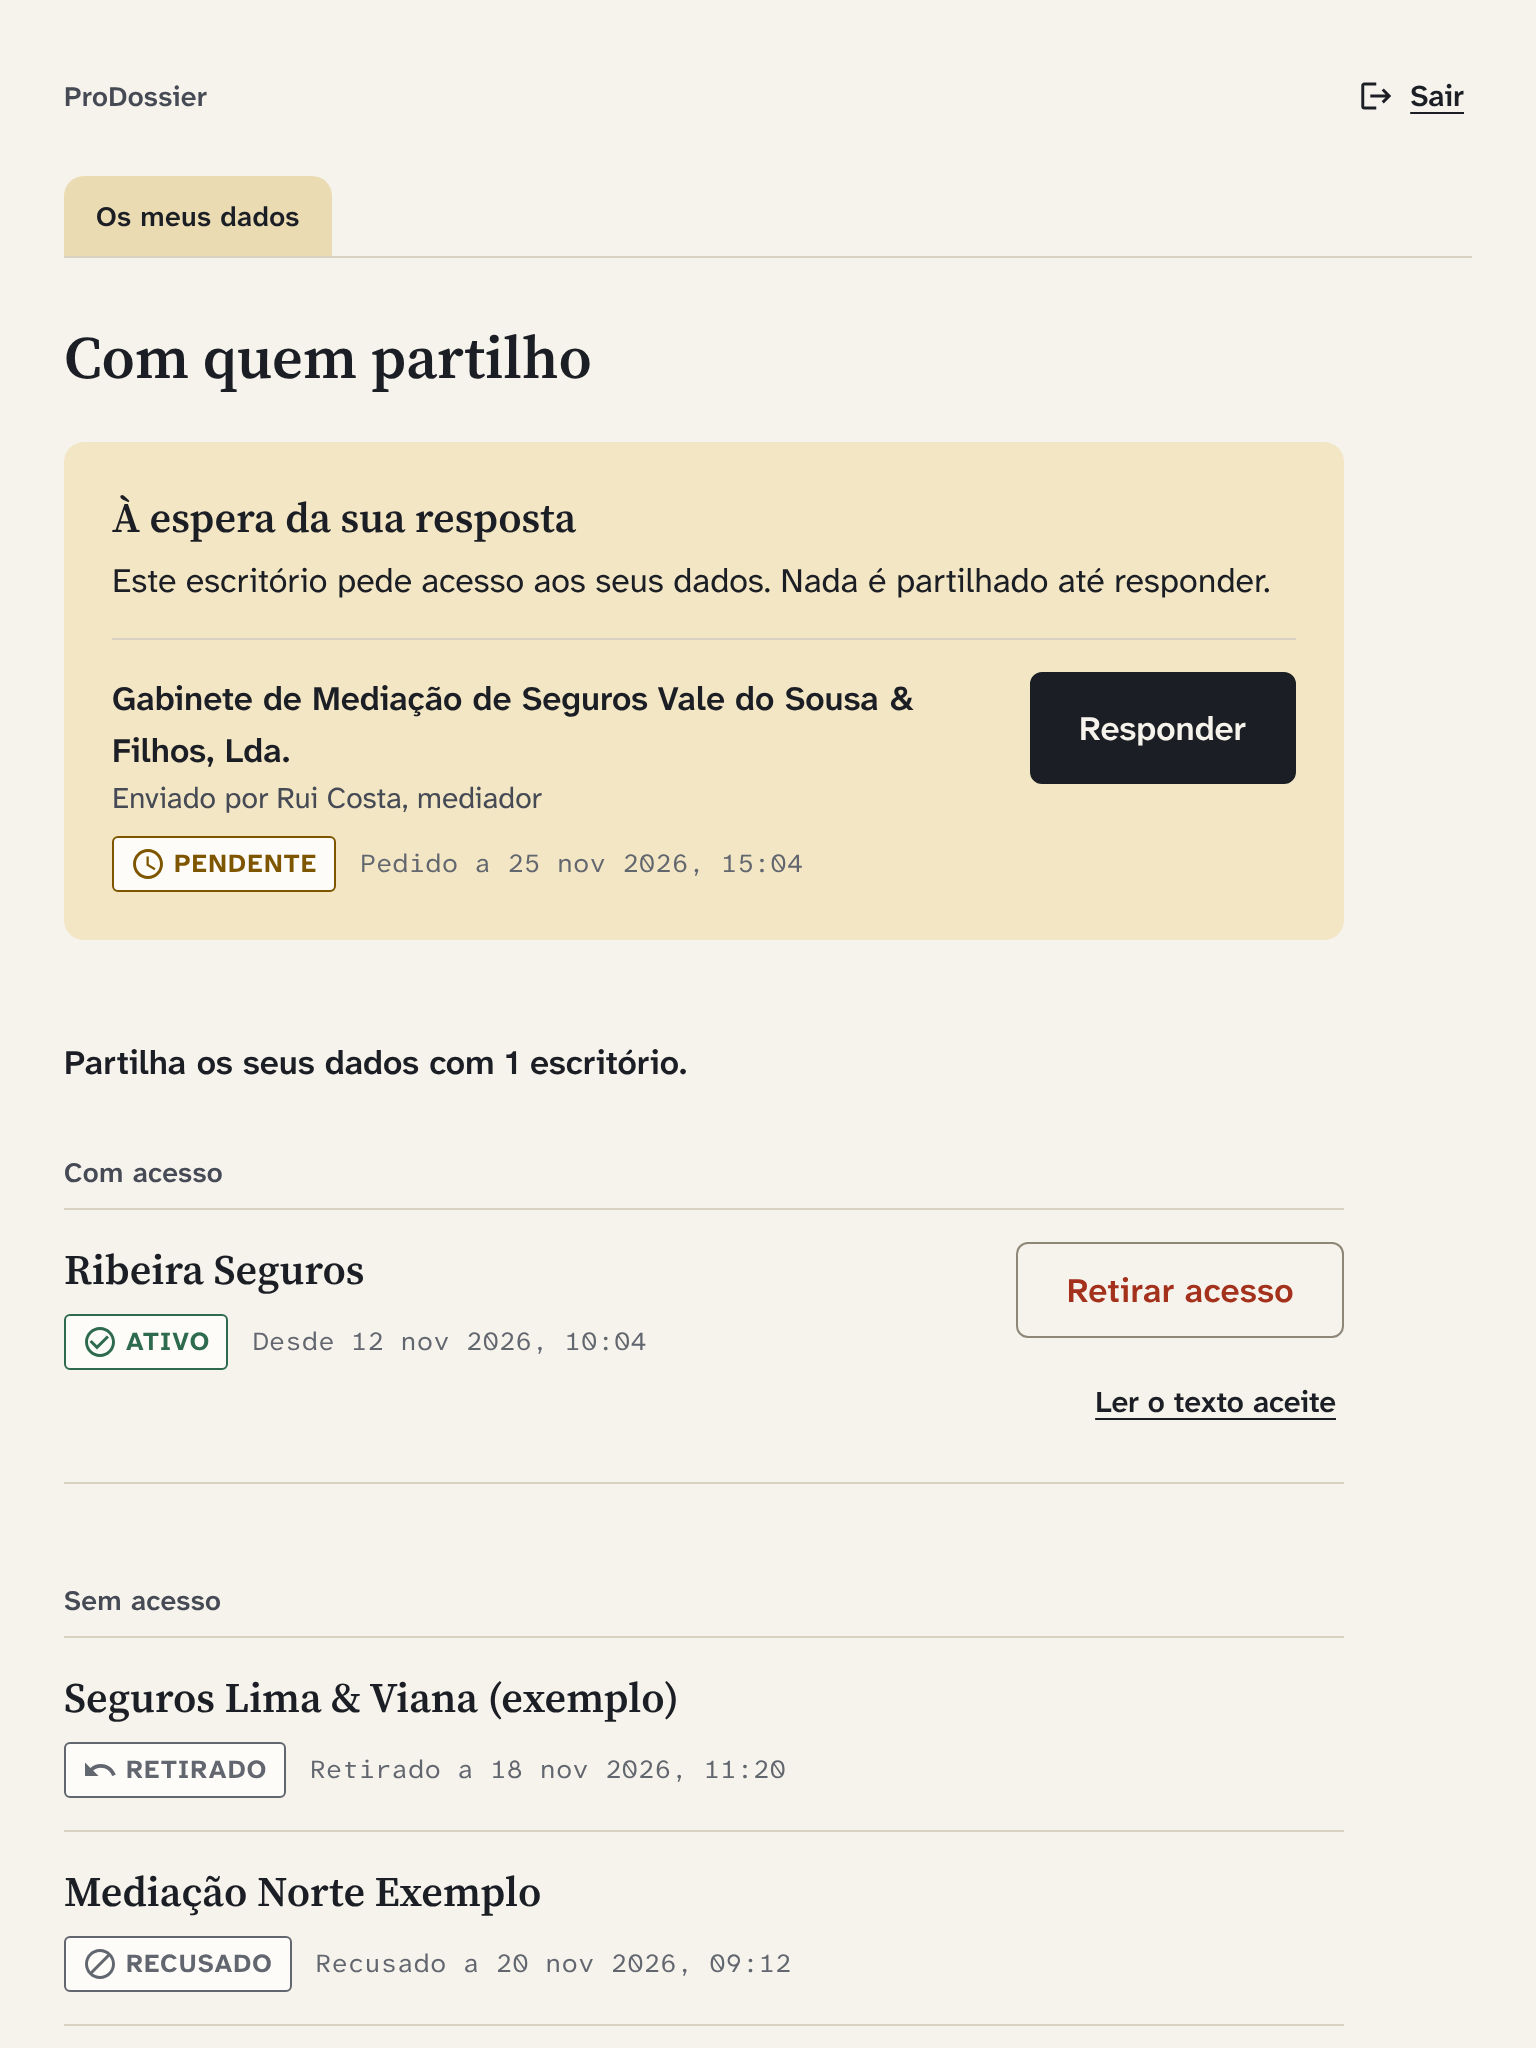 ProDossier
Sair
Os meus dados
Com quem partilho
À espera da sua resposta
Este escritório pede acesso aos seus dados. Nada é partilhado até responder.
Gabinete de Mediação de Seguros Vale do Sousa &
Filhos, Lda.
Responder
Enviado por Rui Costa, mediador
PENDENTE Pedido a 25 nov 2026, 15:04
Partilha os seus dados com 1 escritório.
Com acesso
Ribeira Seguros
Retirar acesso
ATIVO Desde 12 nov 2026, 10:04
Ler o texto aceite
Sem acesso
Seguros Lima & Viana (exemplo)
RETIRADO Retirado a 18 nov 2026, 11:20
Mediação Norte Exemplo
RECUSADO Recusado a 20 nov 2026, 09:12